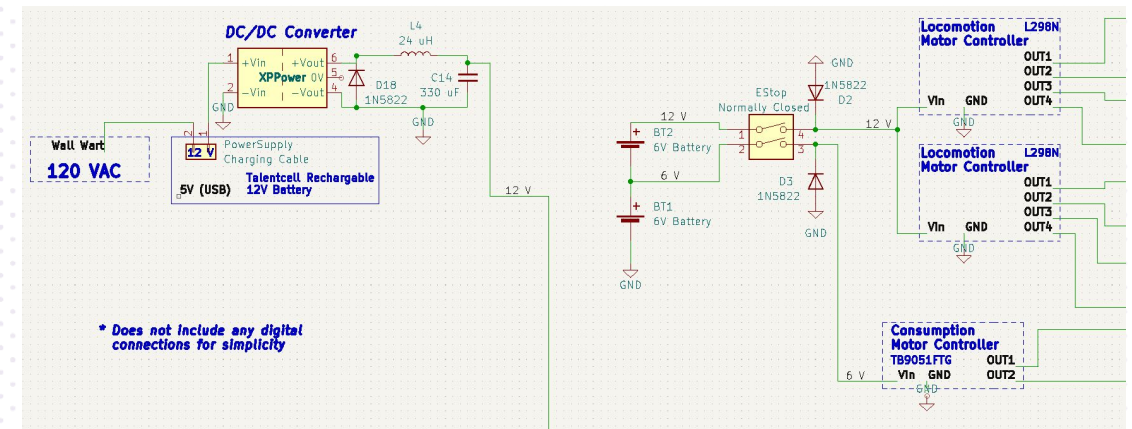 DC/DC Converter
L4
24 uH
1
+Vin
+Vout
6
XPPower
0V
5
2
-Vin
-Vout
4
D18
1N5822
C14
330 uF
GND
GND
Wall Wart
120 VAC
2
1
12 V
PowerSupply
Charging Cable
Talentcell Rechargable
12V Battery
5V (USB)
12 V
* Does not include any digital
connections for simplicity
12 V
BT2
6V Battery
6 V
BT1
6V Battery
GND
EStop
Normally Closed
1
4
2
3
GND
1N5822
D2
D3
1N5822
GND
12 V
Locomotion
L298N
Motor Controller
OUT1
OUT2
OUT3
Vin
GND
OUT4
GND
Locomotion
L298N
Motor Controller
OUT1
OUT2
OUT3
Vin
GND
OUT4
GND
Consumption
Motor Controller
TB9051FTG
OUT1
6 V
Vin
GND
OUT2
GND